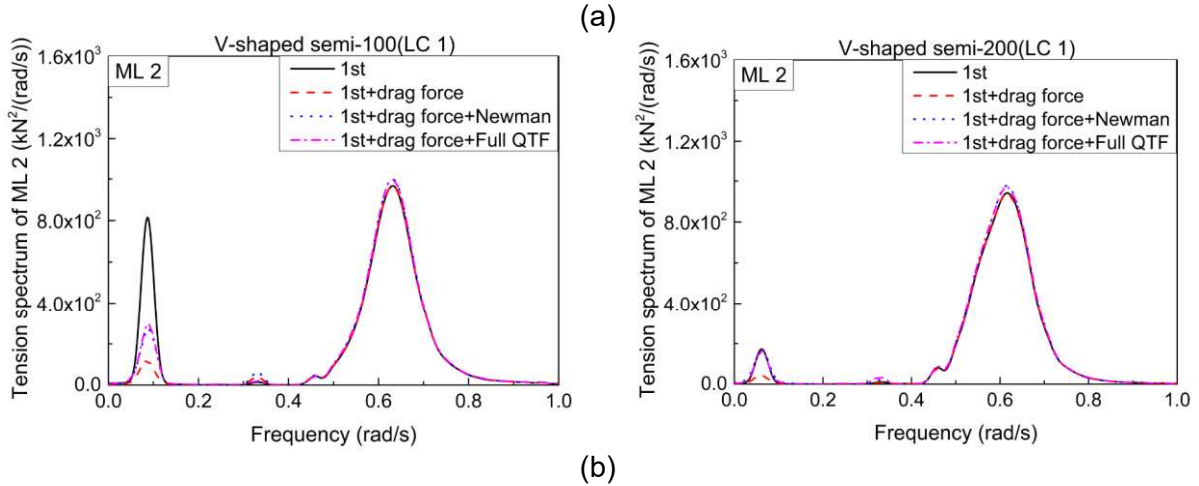 (a)
V-shaped semi-100(LC 1)
ML 2
1st
1st+drag force
1st+drag force+Newman
1st+drag force+Full QTF
Tension spectrum of ML 2 (kN²/(rad/s))
1.6x10³
1.2x10³
8.0x10²
4.0x10²
0.0
0.0 0.2 0.4 0.6 0.8 1.0
Frequency (rad/s)
V-shaped semi-200(LC 1)
ML 2
1st
1st+drag force
1st+drag force+Newman
1st+drag force+Full QTF
Tension spectrum of ML 2 (kN²/(rad/s))
1.6x10³
1.2x10³
8.0x10²
4.0x10²
0.0
0.0 0.2 0.4 0.6 0.8 1.0
Frequency (rad/s)
(b)